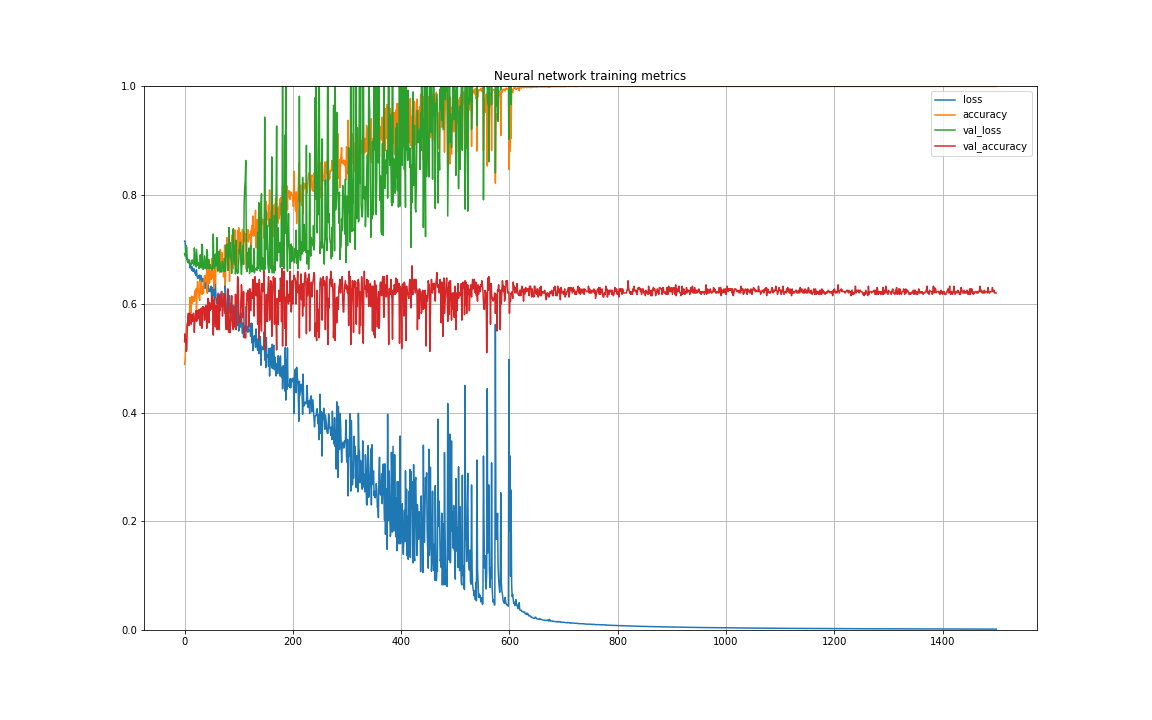 Neural network training metrics
1.0
0.8
0.6
0.4
0.2
0.0
loss
accuracy
val_loss
val_accuracy
0 200 400 600 800 1000 1200 1400